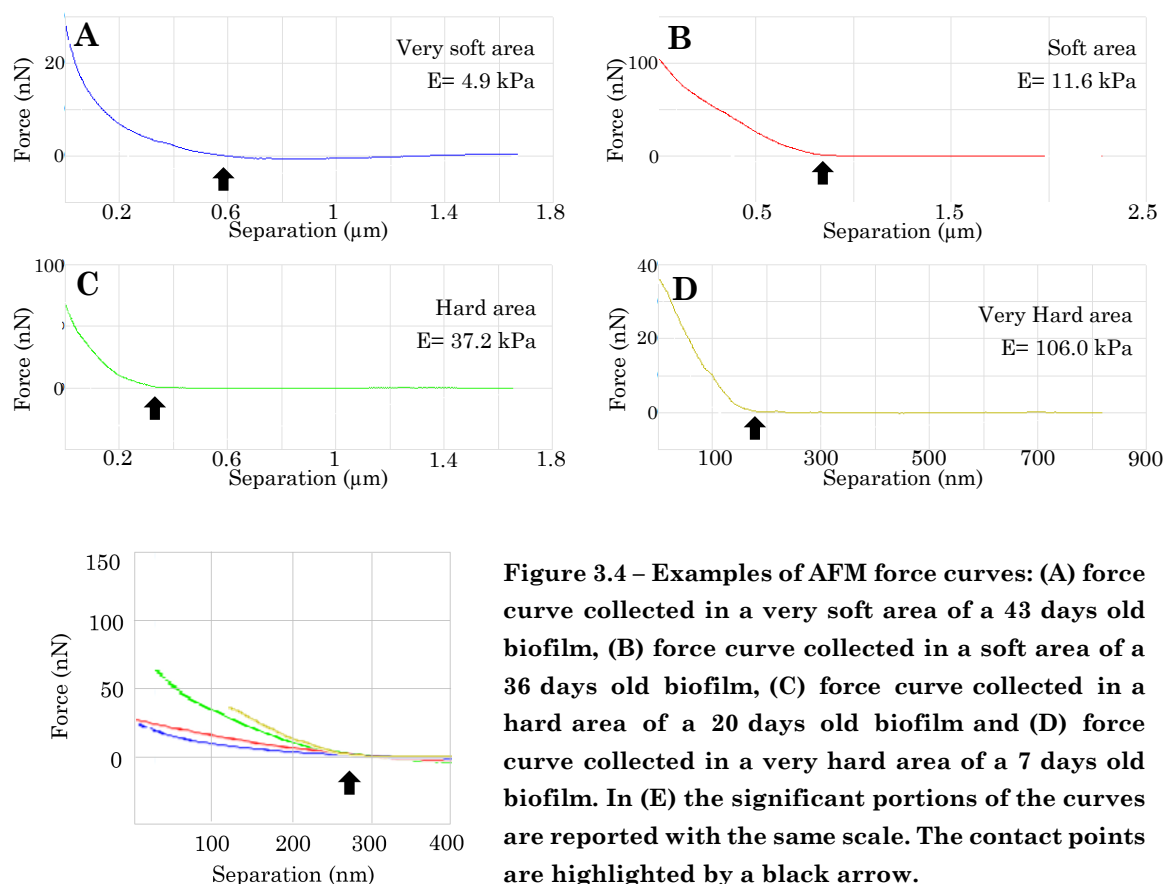 A
Very soft area
E= 4.9 kPa
Force (nN)
20
0
0.2 0.6 1 1.4 1.8
Separation (µm)
B
Soft area
E= 11.6 kPa
Force (nN)
100
0
0.5 1.5 2.5
Separation (µm)
C
Hard area
E= 37.2 kPa
Force (nN)
100
0
0.2 0.6 1 1.4 1.8
Separation (µm)
D
Very Hard area
E= 106.0 kPa
Force (nN)
40
20
0
100 300 500 700 900
Separation (nm)
Force (nN)
150
100
50
0
100 200 300 400
Separation (nm)
Figure 3.4 – Examples of AFM force curves: (A) force
curve collected in a very soft area of a 43 days old
biofilm, (B) force curve collected in a soft area of a
36 days old biofilm, (C) force curve collected in a
hard area of a 20 days old biofilm and (D) force
curve collected in a very hard area of a 7 days old
biofilm. In (E) the significant portions of the curves
are reported with the same scale. The contact points
are highlighted by a black arrow.